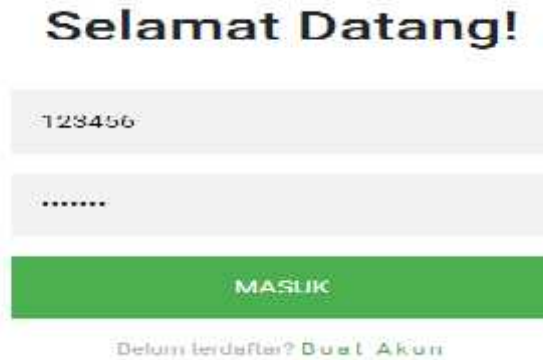 Selamat Datang!
123456
•••••••
MASUK
Belum terdaftar? Buat Akun